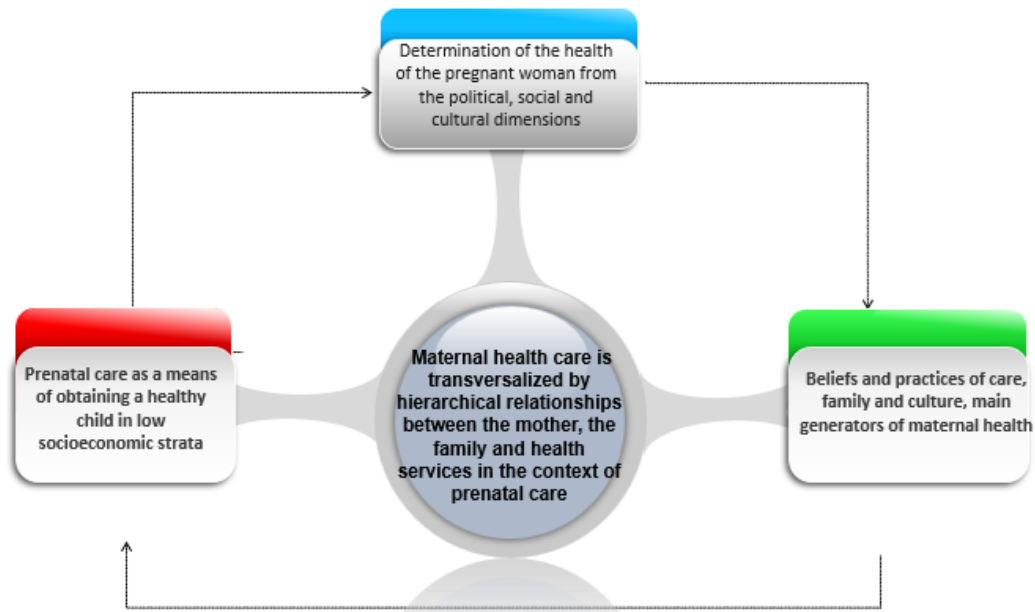 Determination of the health
of the pregnant woman from
the political, social and
cultural dimensions
Prenatal care as a means
of obtaining a healthy
child in low
socioeconomic strata
Maternal health care is
transversalized by
hierarchical relationships
between the mother, the
family and health
services in the context of
prenatal care
Beliefs and practices of care,
family and culture, main
generators of maternal health